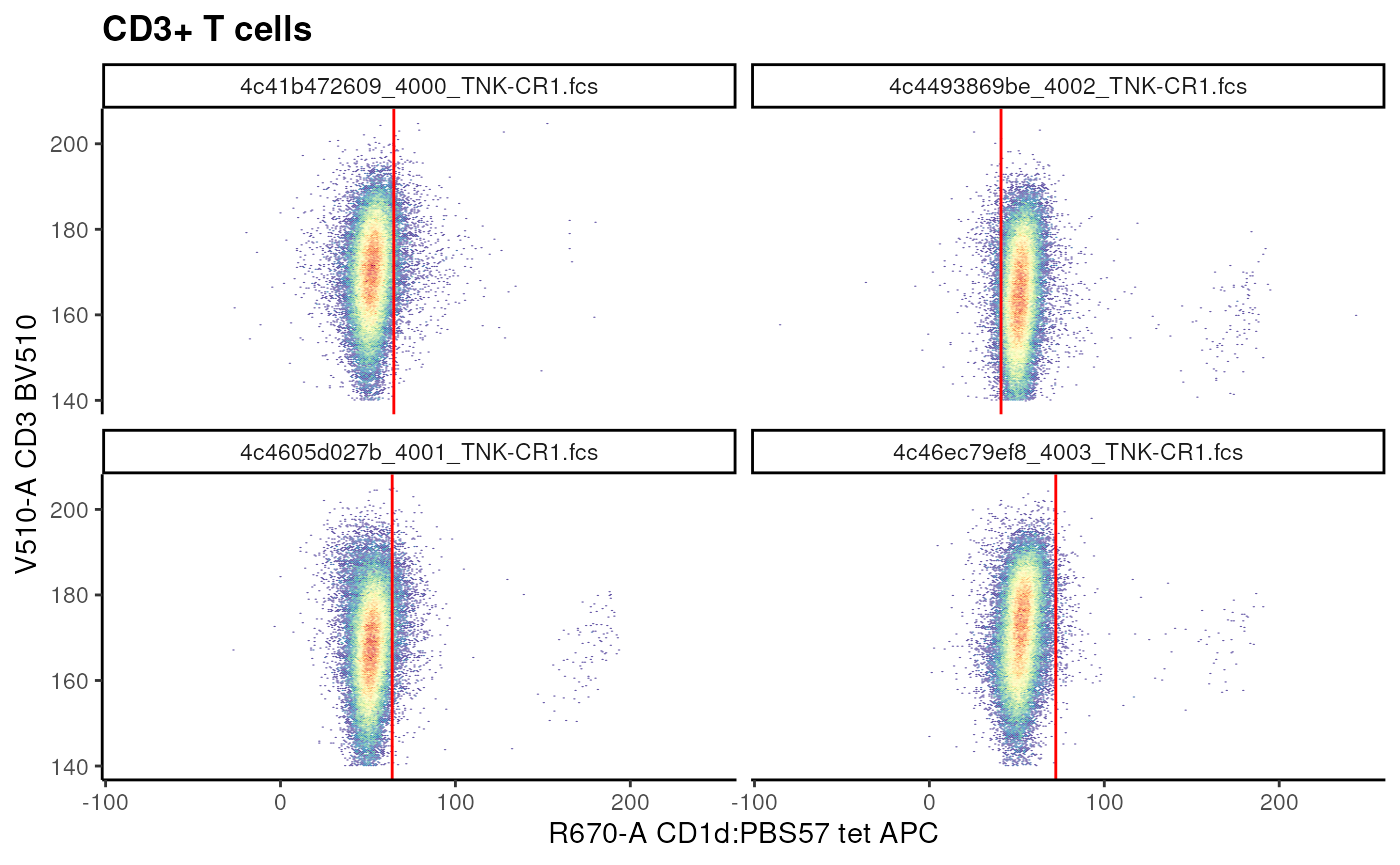 CD3+ T cells
4c41b472609_4000_TNK-CR1.fcs
4c4493869be_4002_TNK-CR1.fcs
200
180
160
140
4c4605d027b_4001_TNK-CR1.fcs
4c46ec79ef8_4003_TNK-CR1.fcs
200
180
160
140
V510-A CD3 BV510
-100 0 100 200 -100 0 100 200
R670-A CD1d:PBS57 tet APC